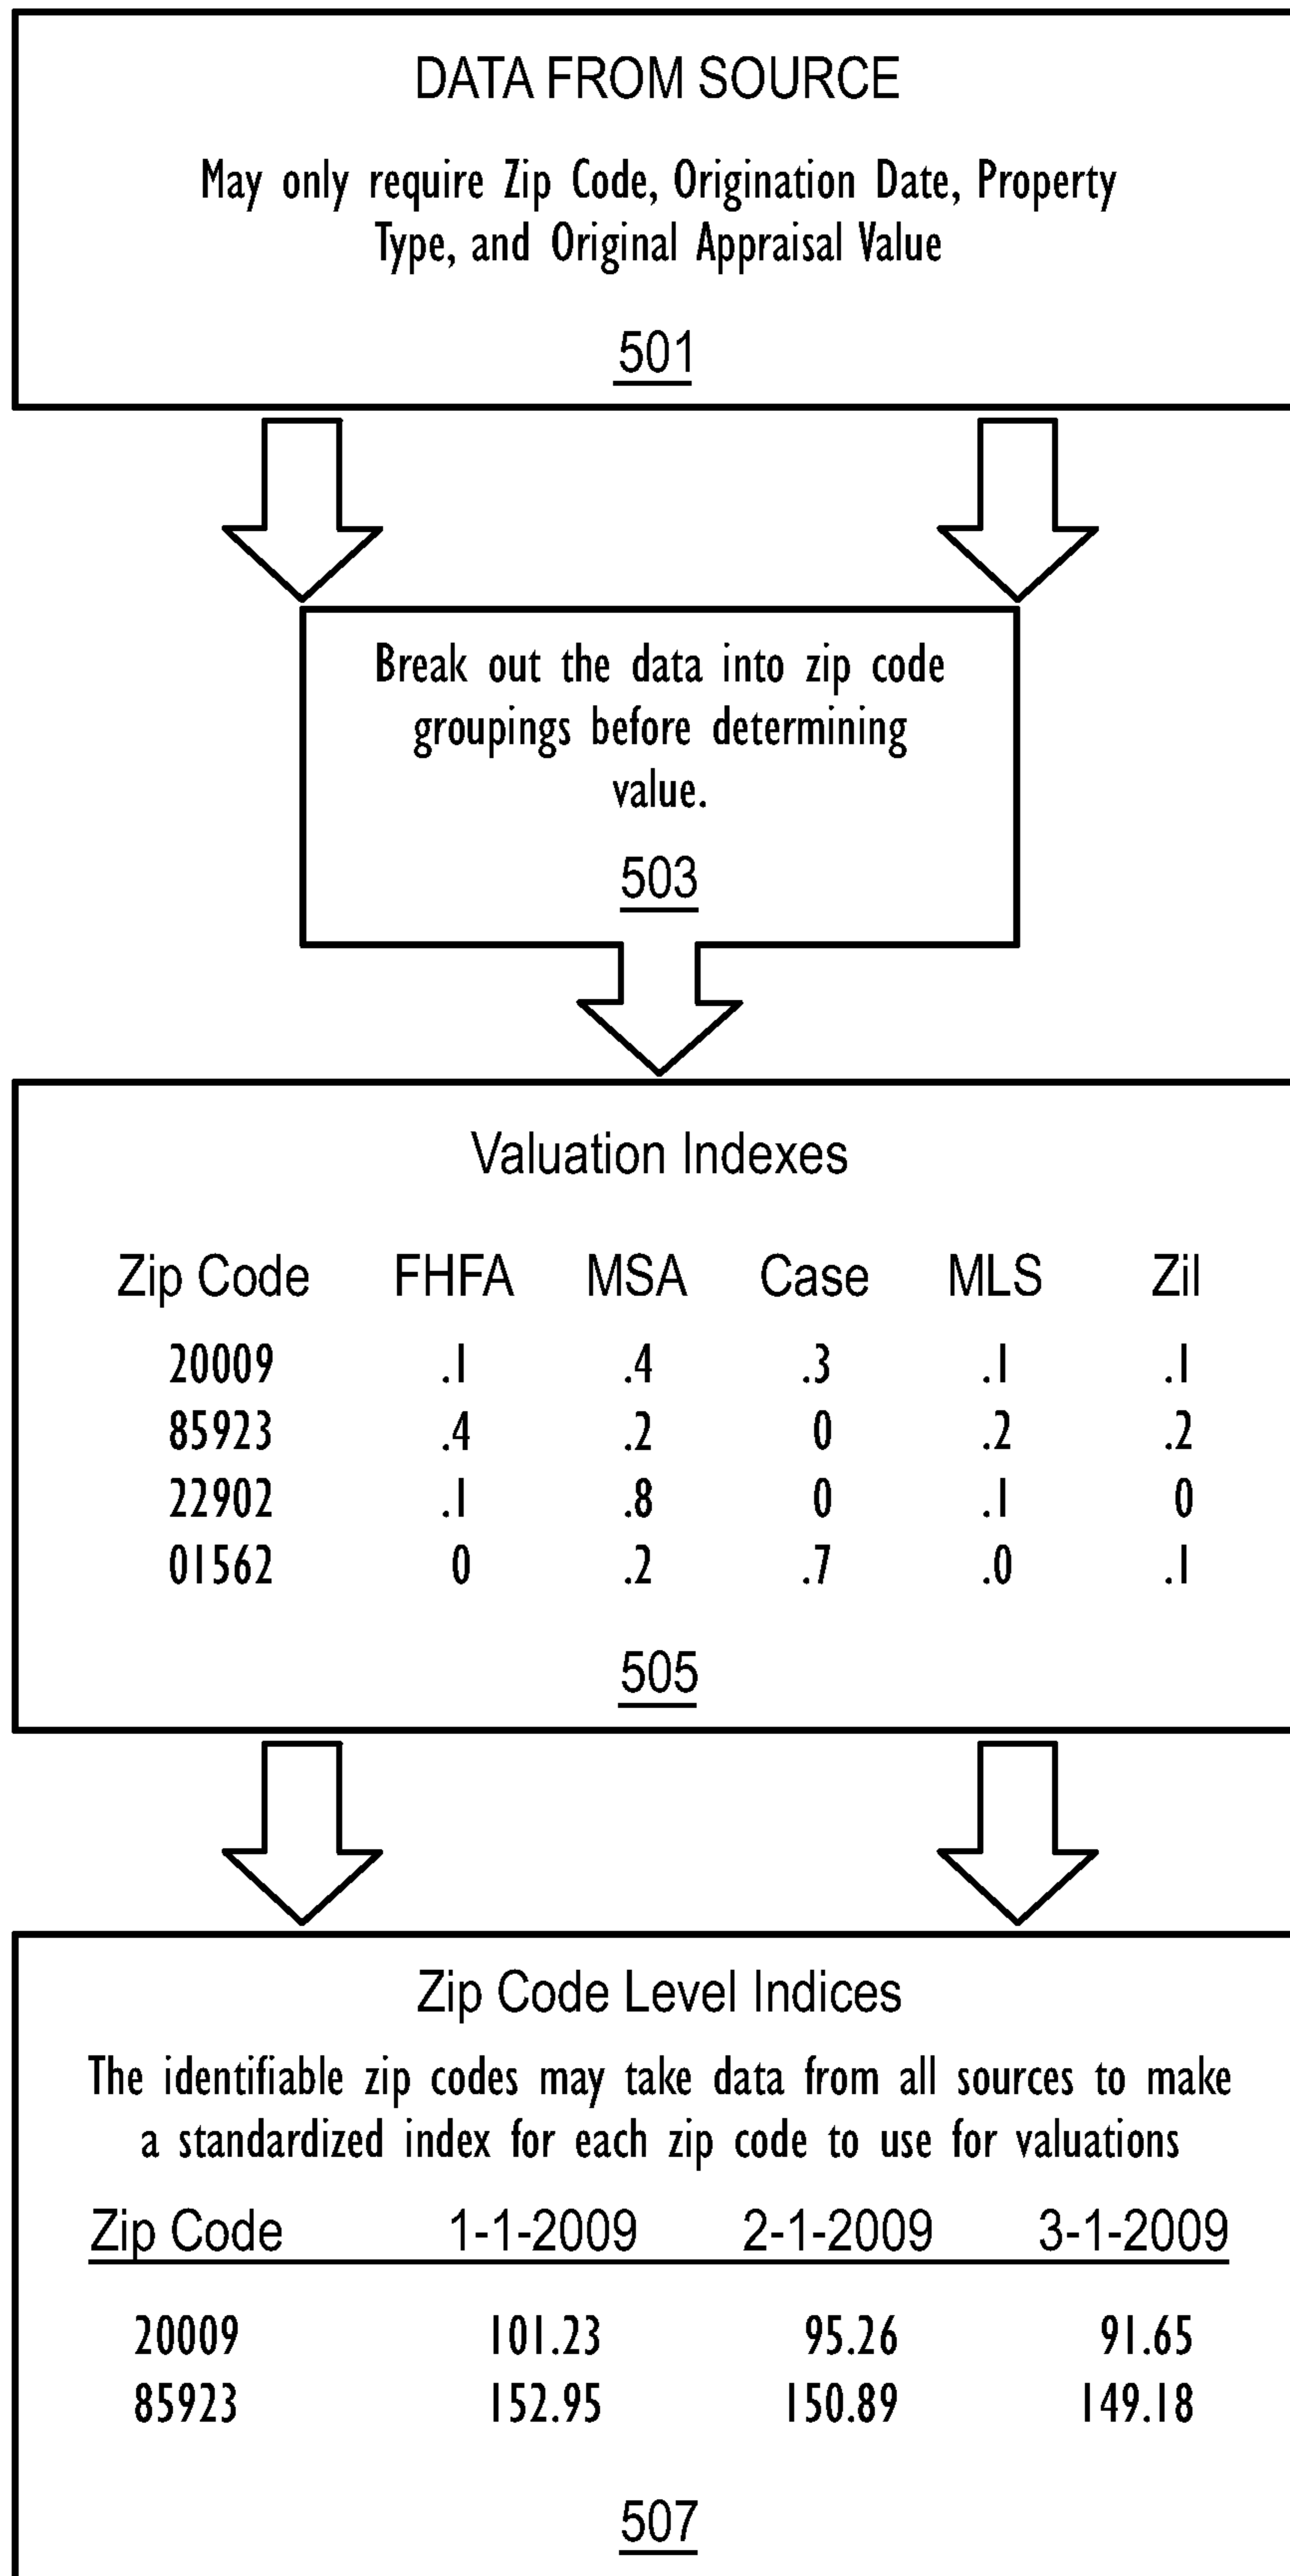 DATA FROM SOURCE
May only require Zip Code, Origination Date, Property
Type, and Original Appraisal Value
501
Break out the data into zip code
groupings before determining
value.
503
Valuation Indexes
Zip Code FHFA MSA Case MLS Zil
20009 .1 .4 .3 .1 .1
85923 .4 .2 0 .2 .2
22902 .1 .8 0 .1 0
01562 0 .2 .7 .0 .1
505
Zip Code Level Indices
The identifiable zip codes may take data from all sources to make
a standardized index for each zip code to use for valuations
Zip Code 1-1-2009 2-1-2009 3-1-2009
20009 101.23 95.26 91.65
85923 152.95 150.89 149.18
507